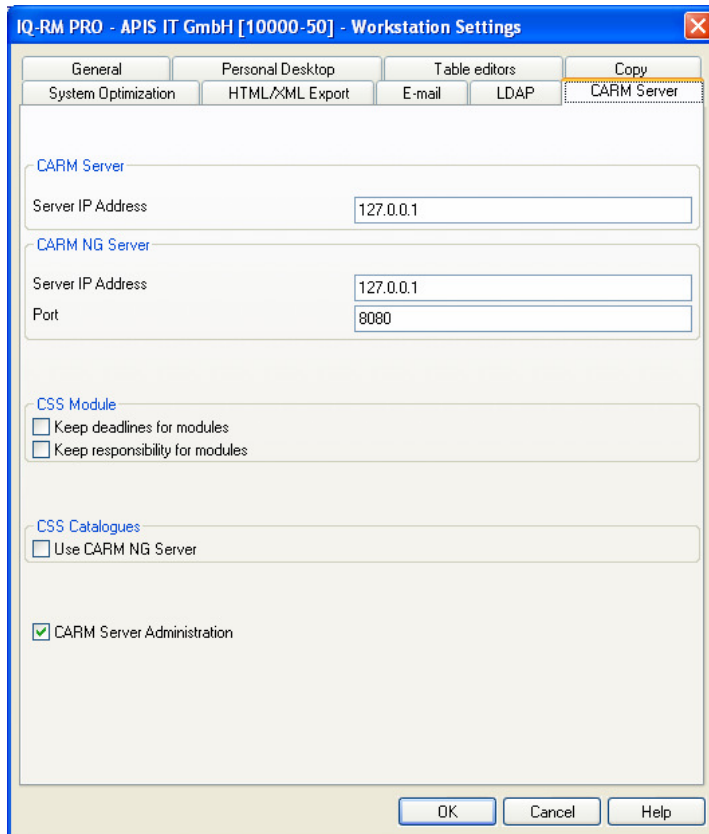 IQ-RM PRO - APIS IT GmbH [10000-50] - Workstation Settings
General Personal Desktop Table editors Copy
System Optimization HTML/XML Export E-mail LDAP CARM Server
CARM Server
Server IP Address 127.0.0.1
CARM NG Server
Server IP Address 127.0.0.1
Port 8080
CSS Module
Keep deadlines for modules
Keep responsibility for modules
CSS Catalogues
Use CARM NG Server
CARM Server Administration
OK Cancel Help